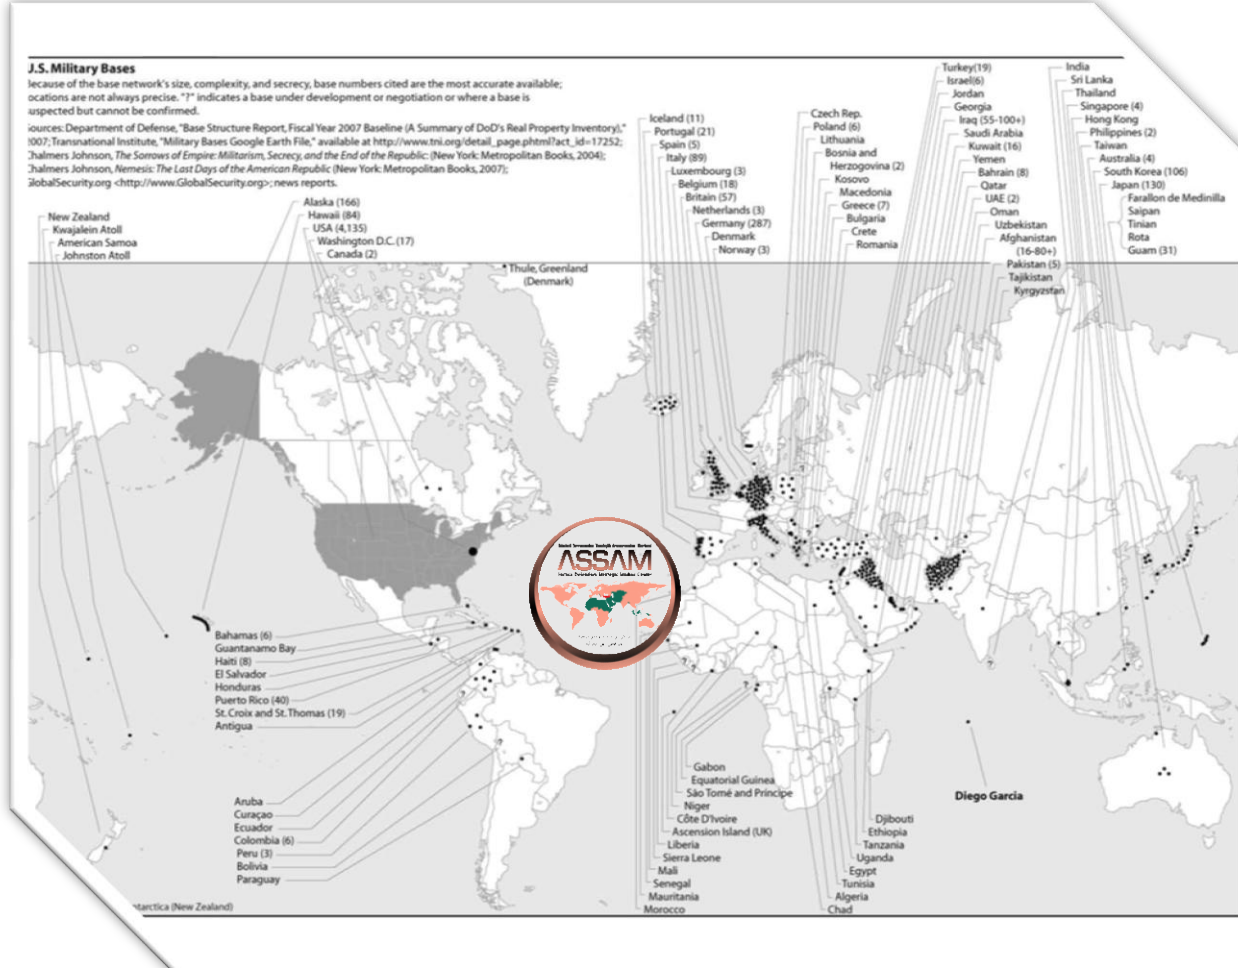 U.S. Military Bases
lecause of the base network's size, complexity, and secrecy, base numbers cited are the most accurate available;
ocations are not always precise. "?" indicates a base under development or negotiation or where a base is
uspected but cannot be confirmed.
Sources: Department of Defense, "Base Structure Report, Fiscal Year 2007 Baseline (A Summary of DoD's Real Property Inventory),"
2007; Transnational Institute, "Military Bases Google Earth File," available at http://www.tni.org/detail_page.phtml?act_id=17252;
Chalmers Johnson, The Sorrows of Empire: Militarism, Secrecy, and the End of the Republic: (New York: Metropolitan Books, 2004);
Chalmers Johnson, Nemesis: The Last Days of the American Republic (New York: Metropolitan Books, 2007);
GlobalSecurity.org <http://www.GlobalSecurity.org>; news reports.
New Zealand
Kwajalein Atoll
American Samoa
Johnston Atoll
Alaska (166)
Hawaii (84)
USA (4,135)
Washington D.C. (17)
Canada (2)
Thule, Greenland
(Denmark)
Iceland (11)
Portugal (21)
Spain (5)
Italy (89)
Luxembourg (3)
Belgium (18)
Britain (57)
Netherlands (3)
Germany (287)
Denmark
Norway (3)
Czech Rep.
Poland (6)
Lithuania
Bosnia and
Herzogovina (2)
Kosovo
Macedonia
Greece (7)
Bulgaria
Crete
Romania
Turkey(19)
Israel(6)
Jordan
Georgia
Iraq (55-100+)
Saudi Arabia
Kuwait (16)
Yemen
Bahrain (8)
Qatar
UAE (2)
Oman
Uzbekistan
Afghanistan
(16-80+)
Pakistan (5)
Tajikistan
Kyrgyzstan
India
Sri Lanka
Thailand
Singapore (4)
Hong Kong
Philippines (2)
Taiwan
Australia (4)
South Korea (106)
Japan (130)
Farallon de Medinilla
Saipan
Tinian
Rota
Guam (31)
ASSAM
Bahamas (6)
Guantanamo Bay
Haiti (8)
El Salvador
Honduras
Puerto Rico (40)
St. Croix and St. Thomas (19)
Antigua
Aruba
Curaçao
Ecuador
Colombia (6)
Peru (3)
Bolivia
Paraguay
Gabon
Equatorial Guinea
São Tomé and Príncipe
Niger
Côte D'Ivoire
Ascension Island (UK)
Liberia
Sierra Leone
Mali
Senegal
Mauritania
Morocco
Djibouti
Ethiopia
Tanzania
Uganda
Egypt
Tunisia
Algeria
Chad
Diego Garcia
ntarctica (New Zealand)